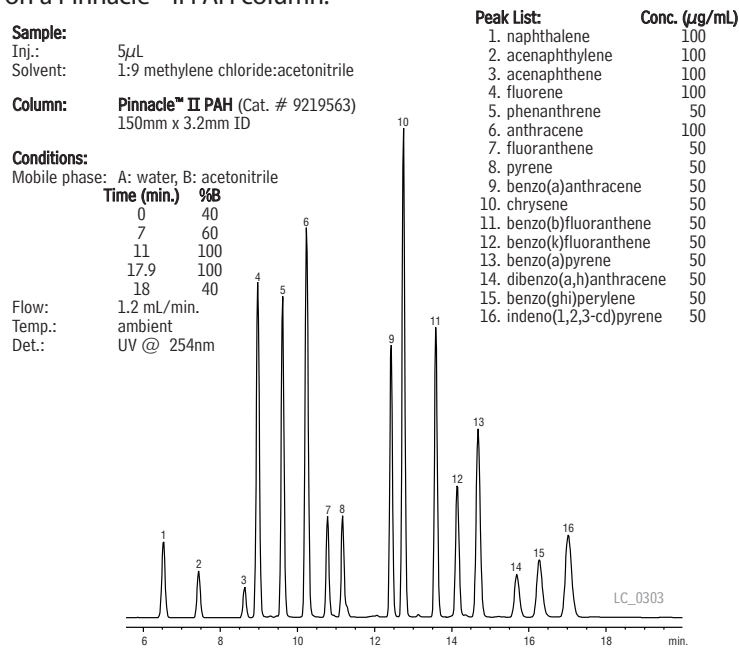 on a Pinnacle™ II PAH column.
Sample:
Inj.: 5µL
Solvent: 1:9 methylene chloride:acetonitrile
Column: Pinnacle™ II PAH (Cat. # 9219563)
150mm x 3.2mm ID
Conditions:
Mobile phase: A: water, B: acetonitrile
Time (min.) %B
0 40
7 60
11 100
17.9 100
18 40
Flow: 1.2 mL/min.
Temp.: ambient
Det.: UV @ 254nm
Peak List: Conc. (µg/mL)
1. naphthalene 100
2. acenaphthylene 100
3. acenaphthene 100
4. fluorene 100
5. phenanthrene 50
6. anthracene 100
7. fluoranthene 50
8. pyrene 50
9. benzo(a)anthracene 50
10. chrysene 50
11. benzo(b)fluoranthene 50
12. benzo(k)fluoranthene 50
13. benzo(a)pyrene 50
14. dibenzo(a,h)anthracene 50
15. benzo(ghi)perylene 50
16. indeno(1,2,3-cd)pyrene 50
1
2
3
4
5
6
7
8
9
10
11
12
13
14
15
16
LC_0303
6 8 10 12 14 16 18 min.